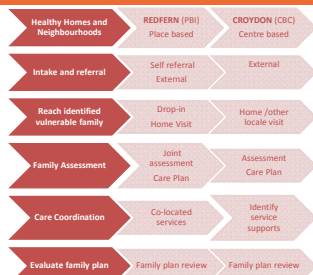 Healthy Homes and
Neighbourhoods
REDFERN (PBI)
Place based
CROYDON (CBC)
Centre based
Intake and referral
Self referral
External
External
Reach identified
vulnerable family
Drop-in
Home Visit
Home /other
locale visit
Family Assessment
Joint
assessment
Care Plan
Assessment
Care Plan
Care Coordination
Co-located
services
Identify
service
supports
Evaluate family plan
Family plan review
Family plan review